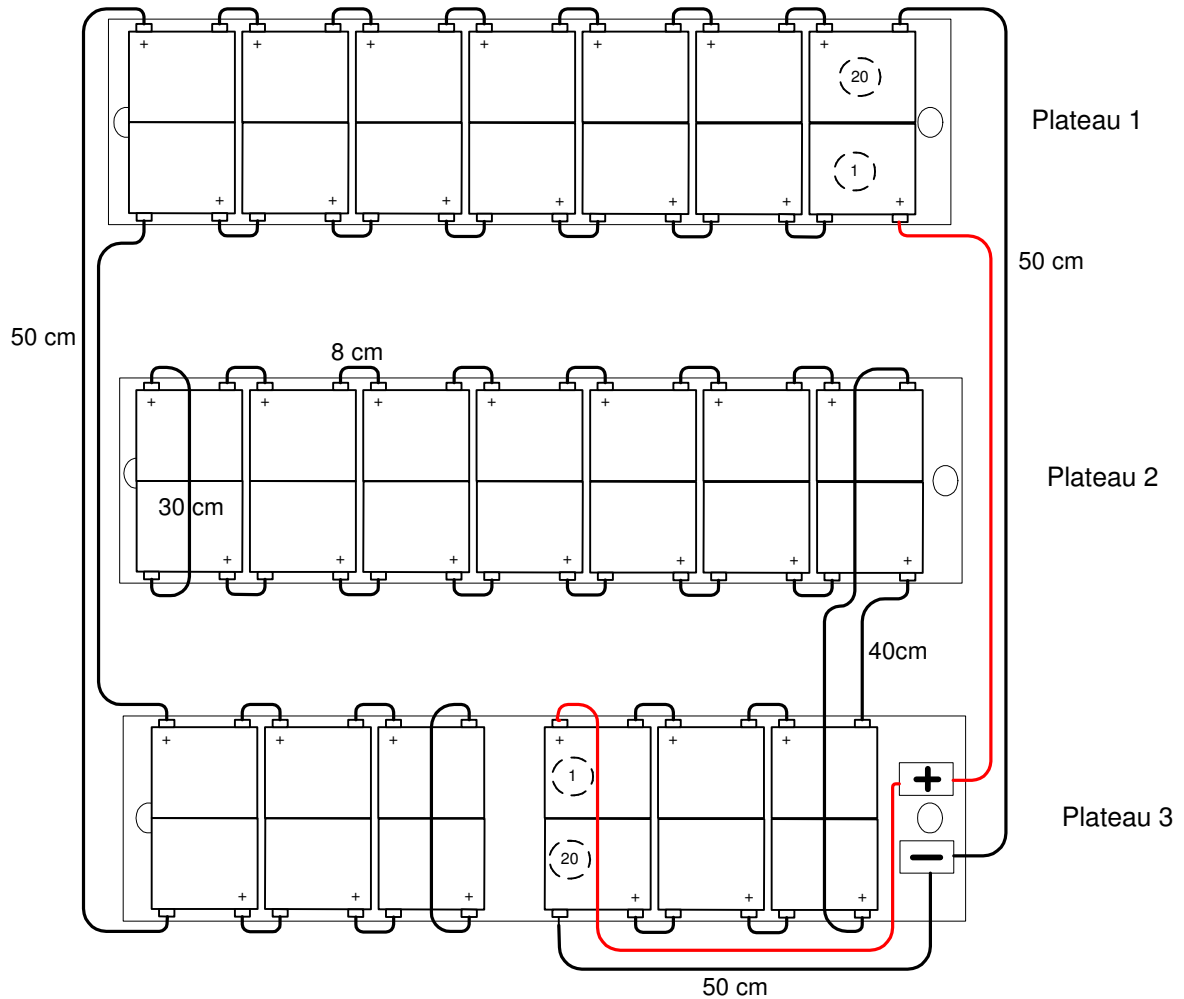 + + + + + + +
20
Plateau 1
1
+ + + + + + +
50 cm
50 cm
8 cm
+ + + + + + +
Plateau 2
30 cm
+ + + + + + +
40cm
+ + + + + +
1
+
Plateau 3
20
−
+ + + + + +
50 cm